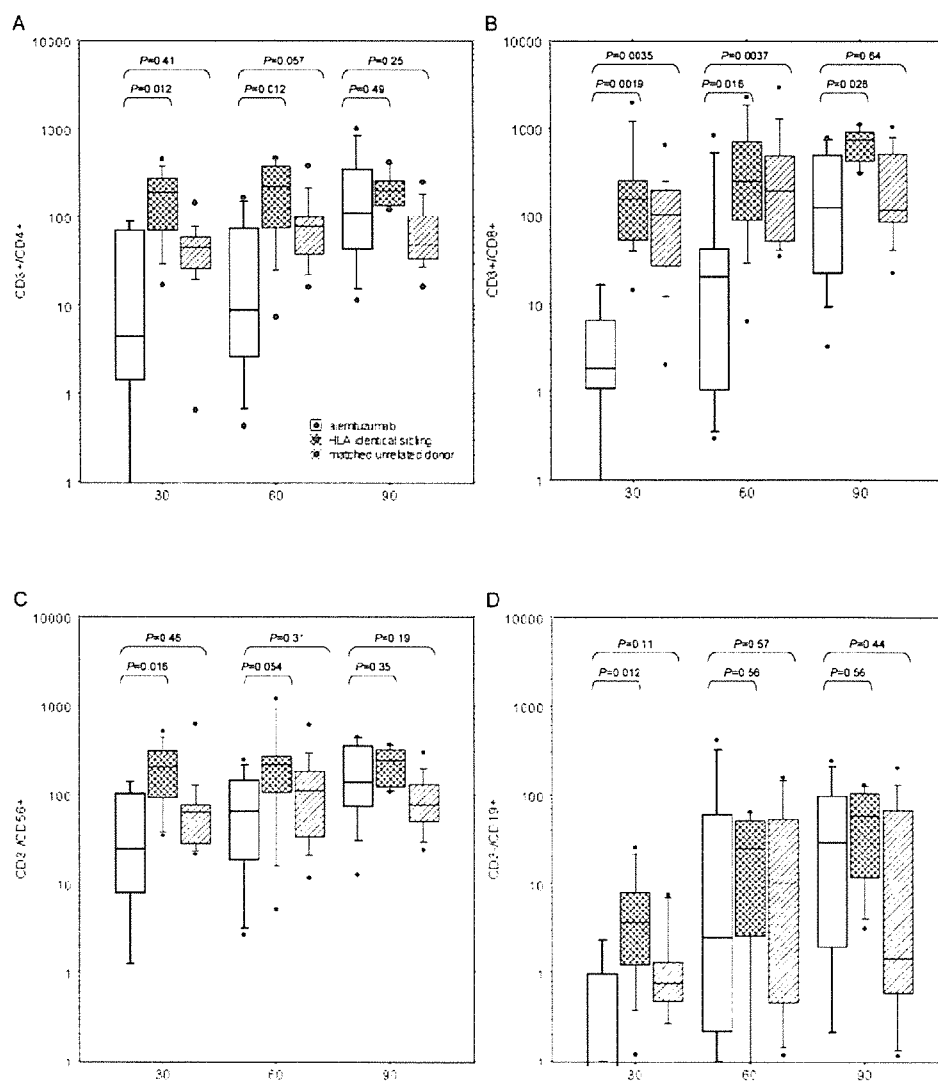 A
10000
1000
100
10
1
CD3+/CD4+
P=0.41
P=0.012
P=0.057
P=0.012
P=0.25
P=0.49
alemtuzumab
HLA identical sibling
matched unrelated donor
30
60
90
B
10000
1000
100
10
1
CD3+/CD8+
P=0.0035
P=0.0019
P=0.0037
P=0.016
P=0.64
P=0.028
30
60
90
C
10000
1000
100
10
1
CD3-/CD56+
P=0.45
P=0.016
P=0.31
P=0.054
P=0.19
P=0.35
30
60
90
D
10000
1000
100
10
1
CD3-/CD19+
P=0.11
P=0.012
P=0.57
P=0.56
P=0.44
P=0.56
30
60
90